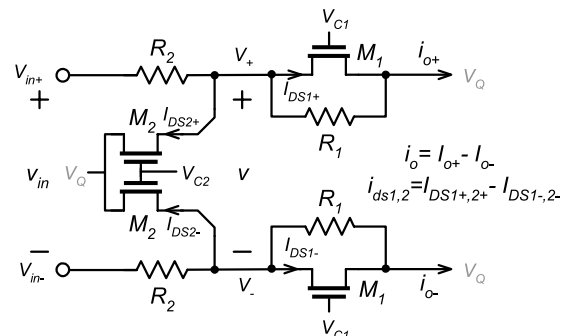 V_C1
R_2 V_+ M_1 i_o+
V_in+ V_Q
+ + I_DS1+
M_2 I_DS2+ R_1
i_o= I_o+- I_o-
v_in V_Q V_C2 v
i_ds1,2=I_DS1+,2+- I_DS1-,2-
M_2 I_DS2- R_1
− − I_DS1-
V_in- V_Q
R_2 V_- M_1 i_o-
V_C1